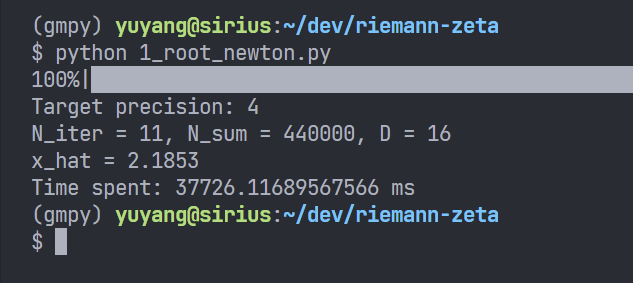 (gmpy) yuyang@sirius:~/dev/riemann-zeta
$ python 1_root_newton.py
100%|
Target precision: 4
N_iter = 11, N_sum = 440000, D = 16
x_hat = 2.1853
Time spent: 37726.11689567566 ms
(gmpy) yuyang@sirius:~/dev/riemann-zeta
$